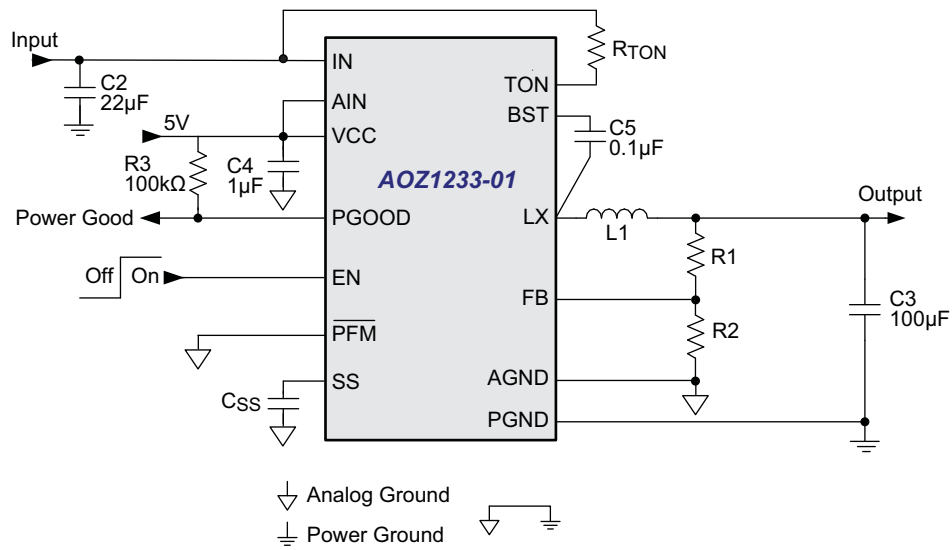 Input
IN
C2
22µF
AIN
5V
VCC
R3
100kΩ
C4
1µF
Power Good
PGOOD
Off
On
EN
PFM
SS
CSS
AOZ1233-01
RTON
TON
BST
C5
0.1µF
LX
L1
Output
R1
FB
R2
C3
100µF
AGND
PGND
Analog Ground
Power Ground